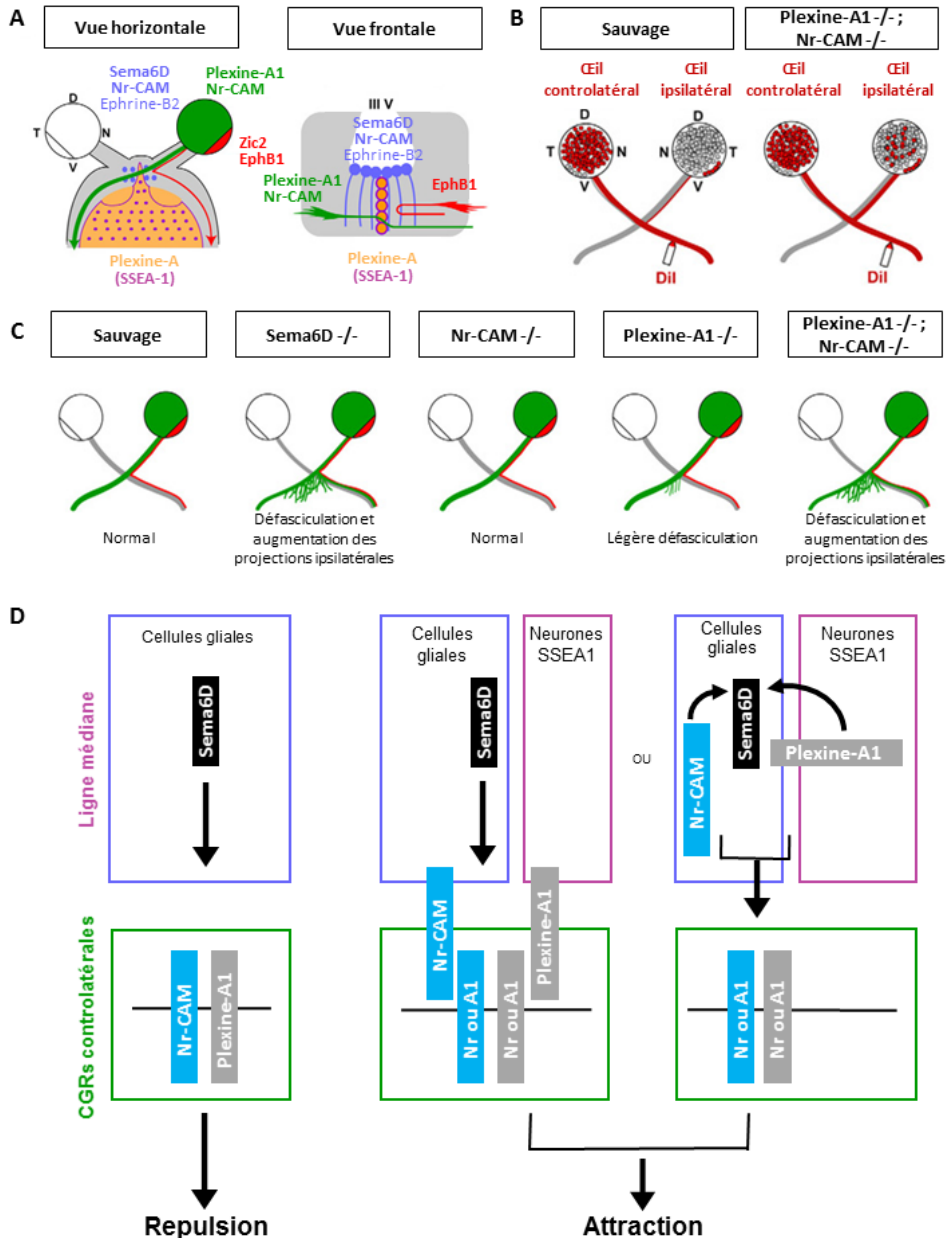 A
Vue horizontale
Vue frontale
Sema6D
Nr-CAM
Ephrine-B2
Plexine-A1
Nr-CAM
D
T
N
V
Zic2
EphB1
Plexine-A
(SSEA-1)
III V
Sema6D
Nr-CAM
Ephrine-B2
Plexine-A1
Nr-CAM
EphB1
Plexine-A
(SSEA-1)
B
Sauvage
Plexine-A1 -/- ;
Nr-CAM -/-
Œil
controlatéral
Œil
ipsilatéral
Œil
controlatéral
Œil
ipsilatéral
D
T
N
V
D
N
T
V
DiI
DiI
C
Sauvage
Sema6D -/-
Nr-CAM -/-
Plexine-A1 -/-
Plexine-A1 -/- ;
Nr-CAM -/-
Normal
Défasciculation et
augmentation des
projections ipsilatérales
Normal
Légère défasciculation
Défasciculation et
augmentation des
projections ipsilatérales
D
Ligne médiane
CGRs controlatérales
Cellules gliales
Sema6D
Nr-CAM
Plexine-A1
Repulsion
Cellules
gliales
Neurones
SSEA1
Sema6D
Nr-CAM
Plexine-A1
Nr ou A1
Nr ou A1
OU
Cellules
gliales
Neurones
SSEA1
Sema6D
Plexine-A1
Nr-CAM
Nr ou A1
Nr ou A1
Attraction